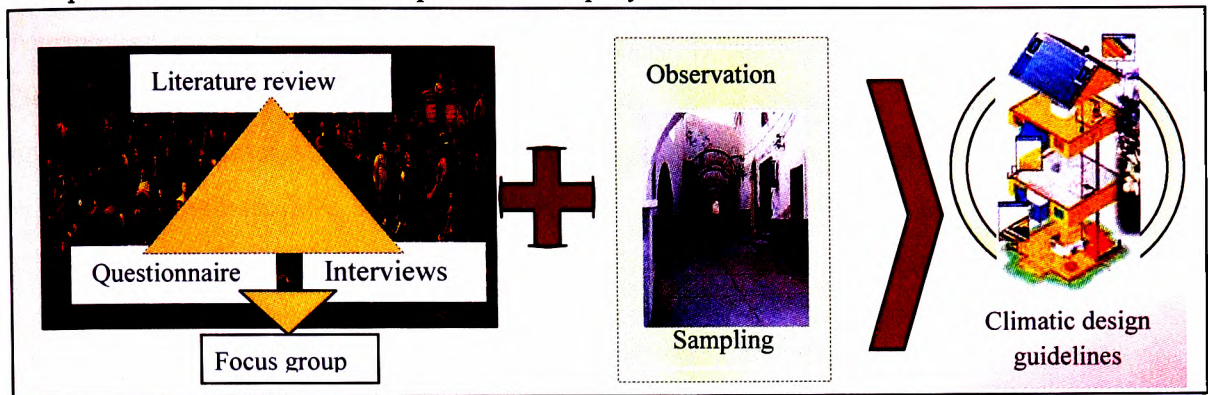 Literature review
Questionnaire
Interviews
Focus group
Observation
Sampling
Climatic design
guidelines